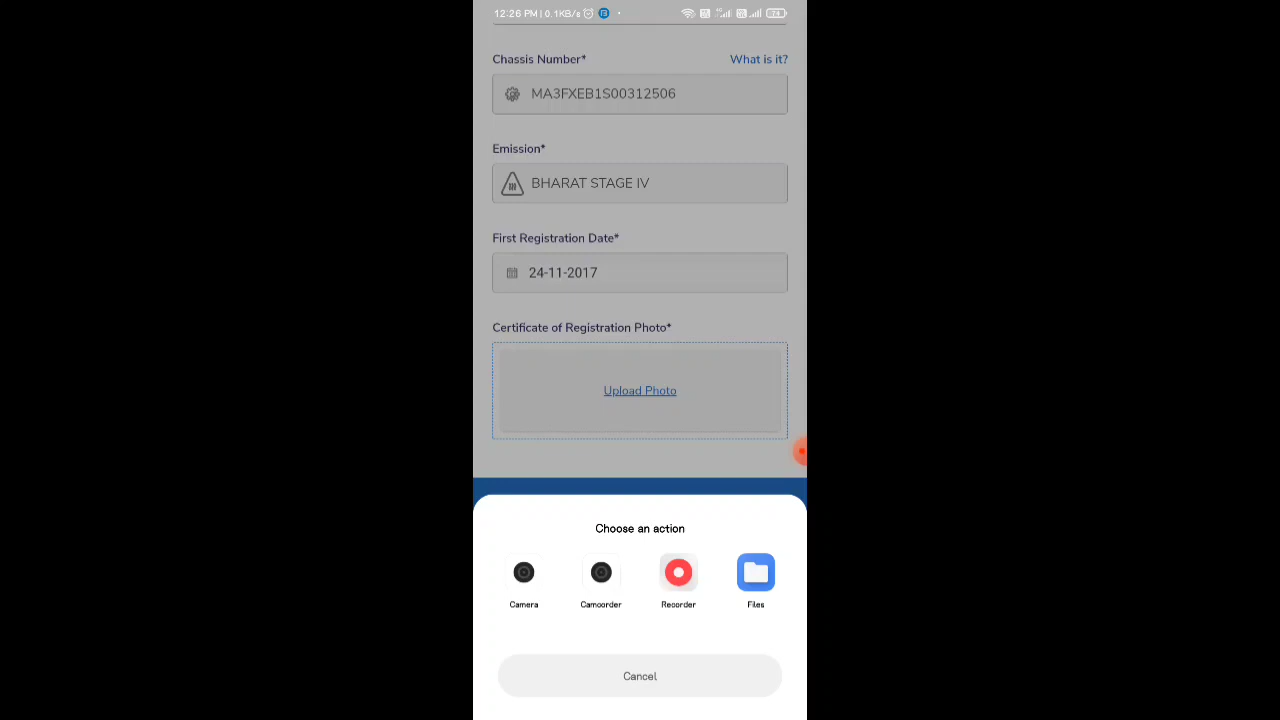 12:26 PM | 0.1KB/s
74
Chassis Number* What is it?
MA3FXEB1S00312506
Emission*
BHARAT STAGE IV
First Registration Date*
24-11-2017
Certificate of Registration Photo*
Upload Photo
Choose an action
Camera Camcorder Recorder Files
Cancel